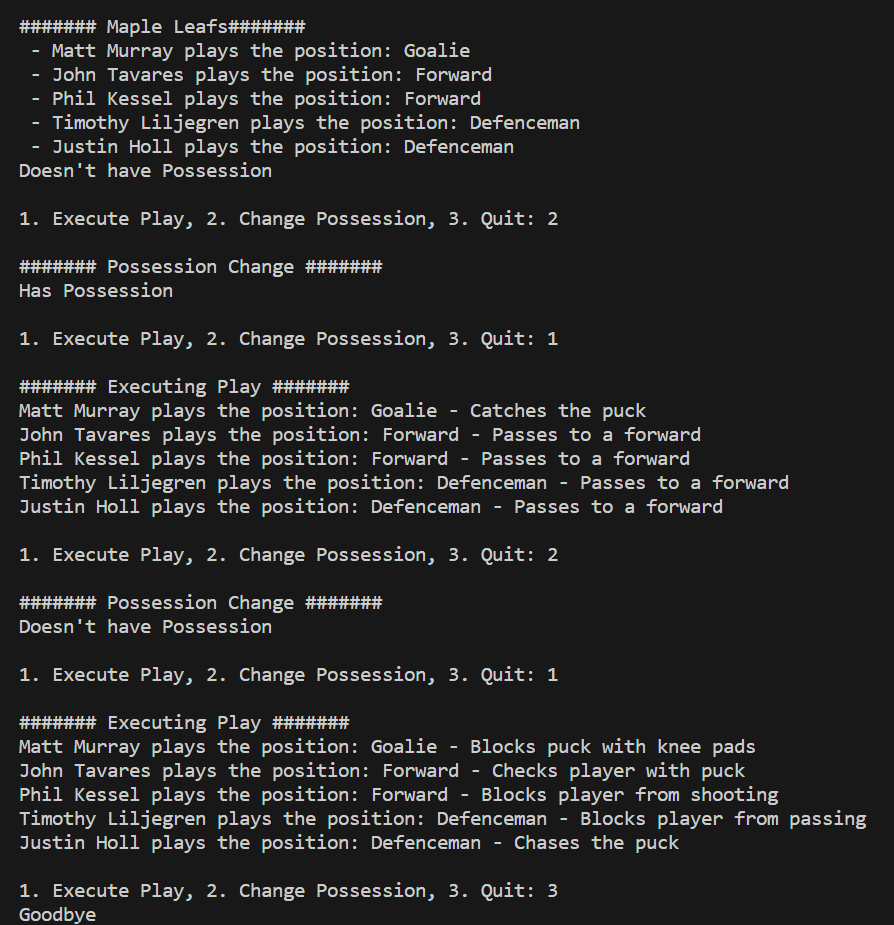 ####### Maple Leafs#######
 - Matt Murray plays the position: Goalie
 - John Tavares plays the position: Forward
 - Phil Kessel plays the position: Forward
 - Timothy Liljegren plays the position: Defenceman
 - Justin Holl plays the position: Defenceman
Doesn't have Possession

1. Execute Play, 2. Change Possession, 3. Quit: 2

####### Possession Change #######
Has Possession

1. Execute Play, 2. Change Possession, 3. Quit: 1

####### Executing Play #######
Matt Murray plays the position: Goalie - Catches the puck
John Tavares plays the position: Forward - Passes to a forward
Phil Kessel plays the position: Forward - Passes to a forward
Timothy Liljegren plays the position: Defenceman - Passes to a forward
Justin Holl plays the position: Defenceman - Passes to a forward

1. Execute Play, 2. Change Possession, 3. Quit: 2

####### Possession Change #######
Doesn't have Possession

1. Execute Play, 2. Change Possession, 3. Quit: 1

####### Executing Play #######
Matt Murray plays the position: Goalie - Blocks puck with knee pads
John Tavares plays the position: Forward - Checks player with puck
Phil Kessel plays the position: Forward - Blocks player from shooting
Timothy Liljegren plays the position: Defenceman - Blocks player from passing
Justin Holl plays the position: Defenceman - Chases the puck

1. Execute Play, 2. Change Possession, 3. Quit: 3
Goodbye